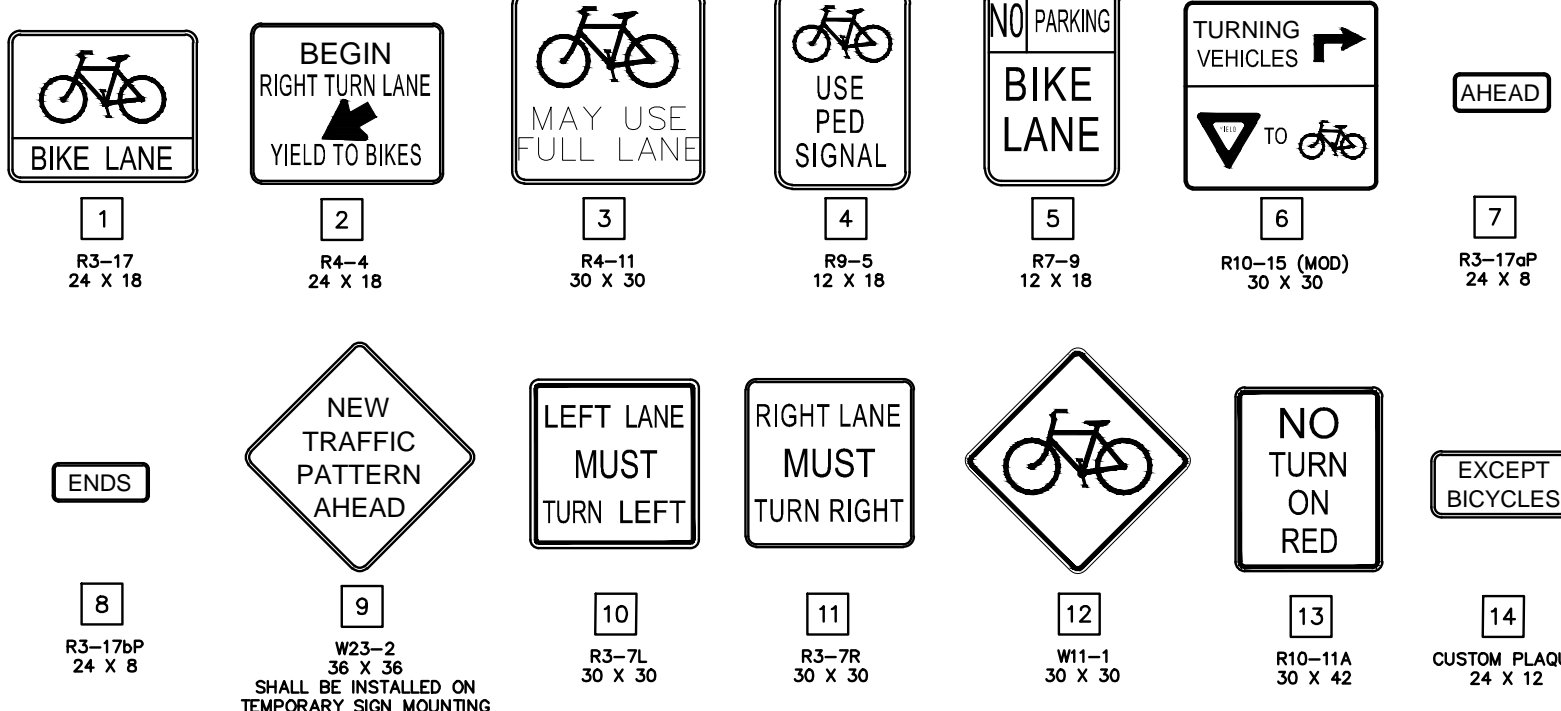 BIKE LANE
1
R3-17
24 X 18
BEGIN
RIGHT TURN LANE
YIELD TO BIKES
2
R4-4
24 X 18
MAY USE
FULL LANE
3
R4-11
30 X 30
USE
PED
SIGNAL
4
R9-5
12 X 18
NO PARKING
BIKE
LANE
5
R7-9
12 X 18
TURNING
VEHICLES
YIELD TO
6
R10-15 (MOD)
30 X 30
AHEAD
7
R3-17aP
24 X 8
ENDS
8
R3-17bP
24 X 8
NEW
TRAFFIC
PATTERN
AHEAD
9
W23-2
36 X 36
SHALL BE INSTALLED ON
TEMPORARY SIGN MOUNTING
LEFT LANE
MUST
TURN LEFT
10
R3-7L
30 X 30
RIGHT LANE
MUST
TURN RIGHT
11
R3-7R
30 X 30
12
W11-1
30 X 30
NO
TURN
ON
RED
13
R10-11A
30 X 42
EXCEPT
BICYCLES
14
CUSTOM
24 X 12